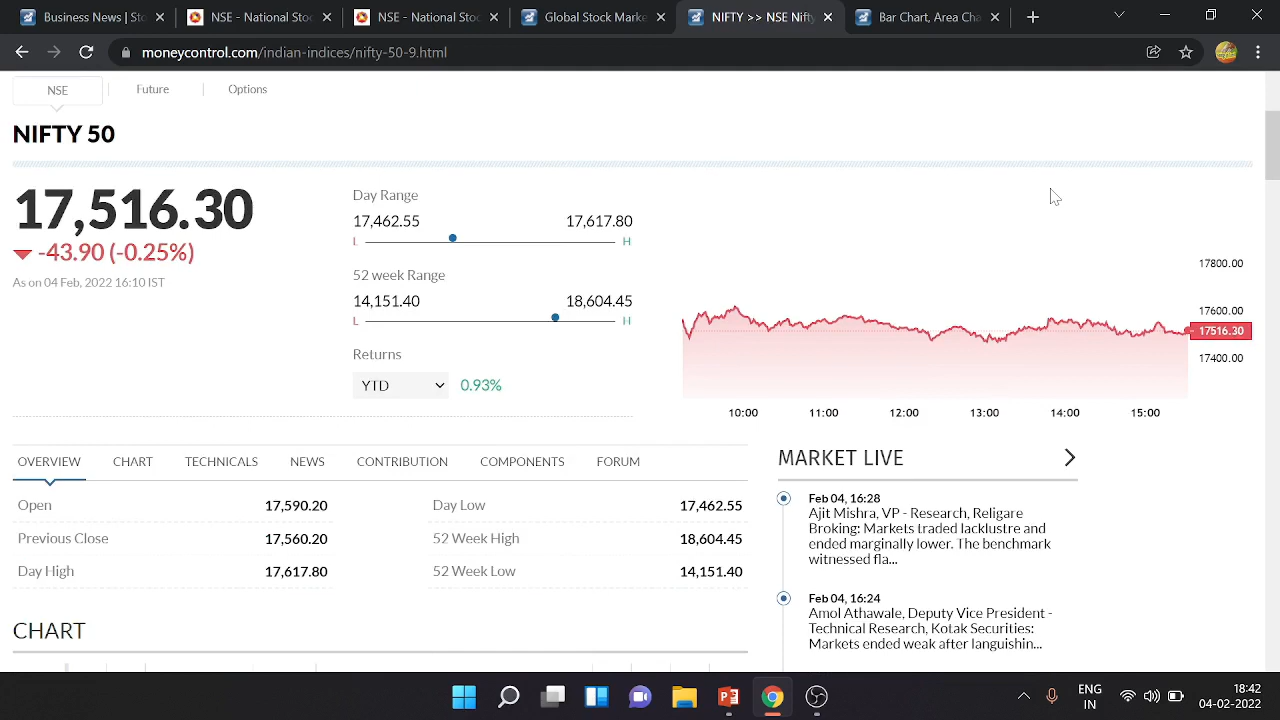 Business News | Stoc
NSE - National Stock
NSE - National Stock
Global Stock Marke
NIFTY >> NSE Nifty
Bar Chart, Area Cha
moneycontrol.com/indian-indices/nifty-50-9.html
NSE
Future
Options
NIFTY 50
17,516.30
-43.90 (-0.25%)
As on 04 Feb, 2022 16:10 IST
Day Range
17,462.55 17,617.80
L H
52 week Range
14,151.40 18,604.45
L H
Returns
YTD 0.93%
17800.00
17600.00
17516.30
17400.00
10:00 11:00 12:00 13:00 14:00 15:00
OVERVIEW CHART TECHNICALS NEWS CONTRIBUTION COMPONENTS FORUM
Open 17,590.20
Previous Close 17,560.20
Day High 17,617.80
Day Low 17,462.55
52 Week High 18,604.45
52 Week Low 14,151.40
CHART
MARKET LIVE
Feb 04, 16:28
Ajit Mishra, VP - Research, Religare
Broking: Markets traded lacklustre and
ended marginally lower. The benchmark
witnessed fla...
Feb 04, 16:24
Amol Athawale, Deputy Vice President -
Technical Research, Kotak Securities:
Markets ended weak after languishin...
ENG
IN
18:42
04-02-2022